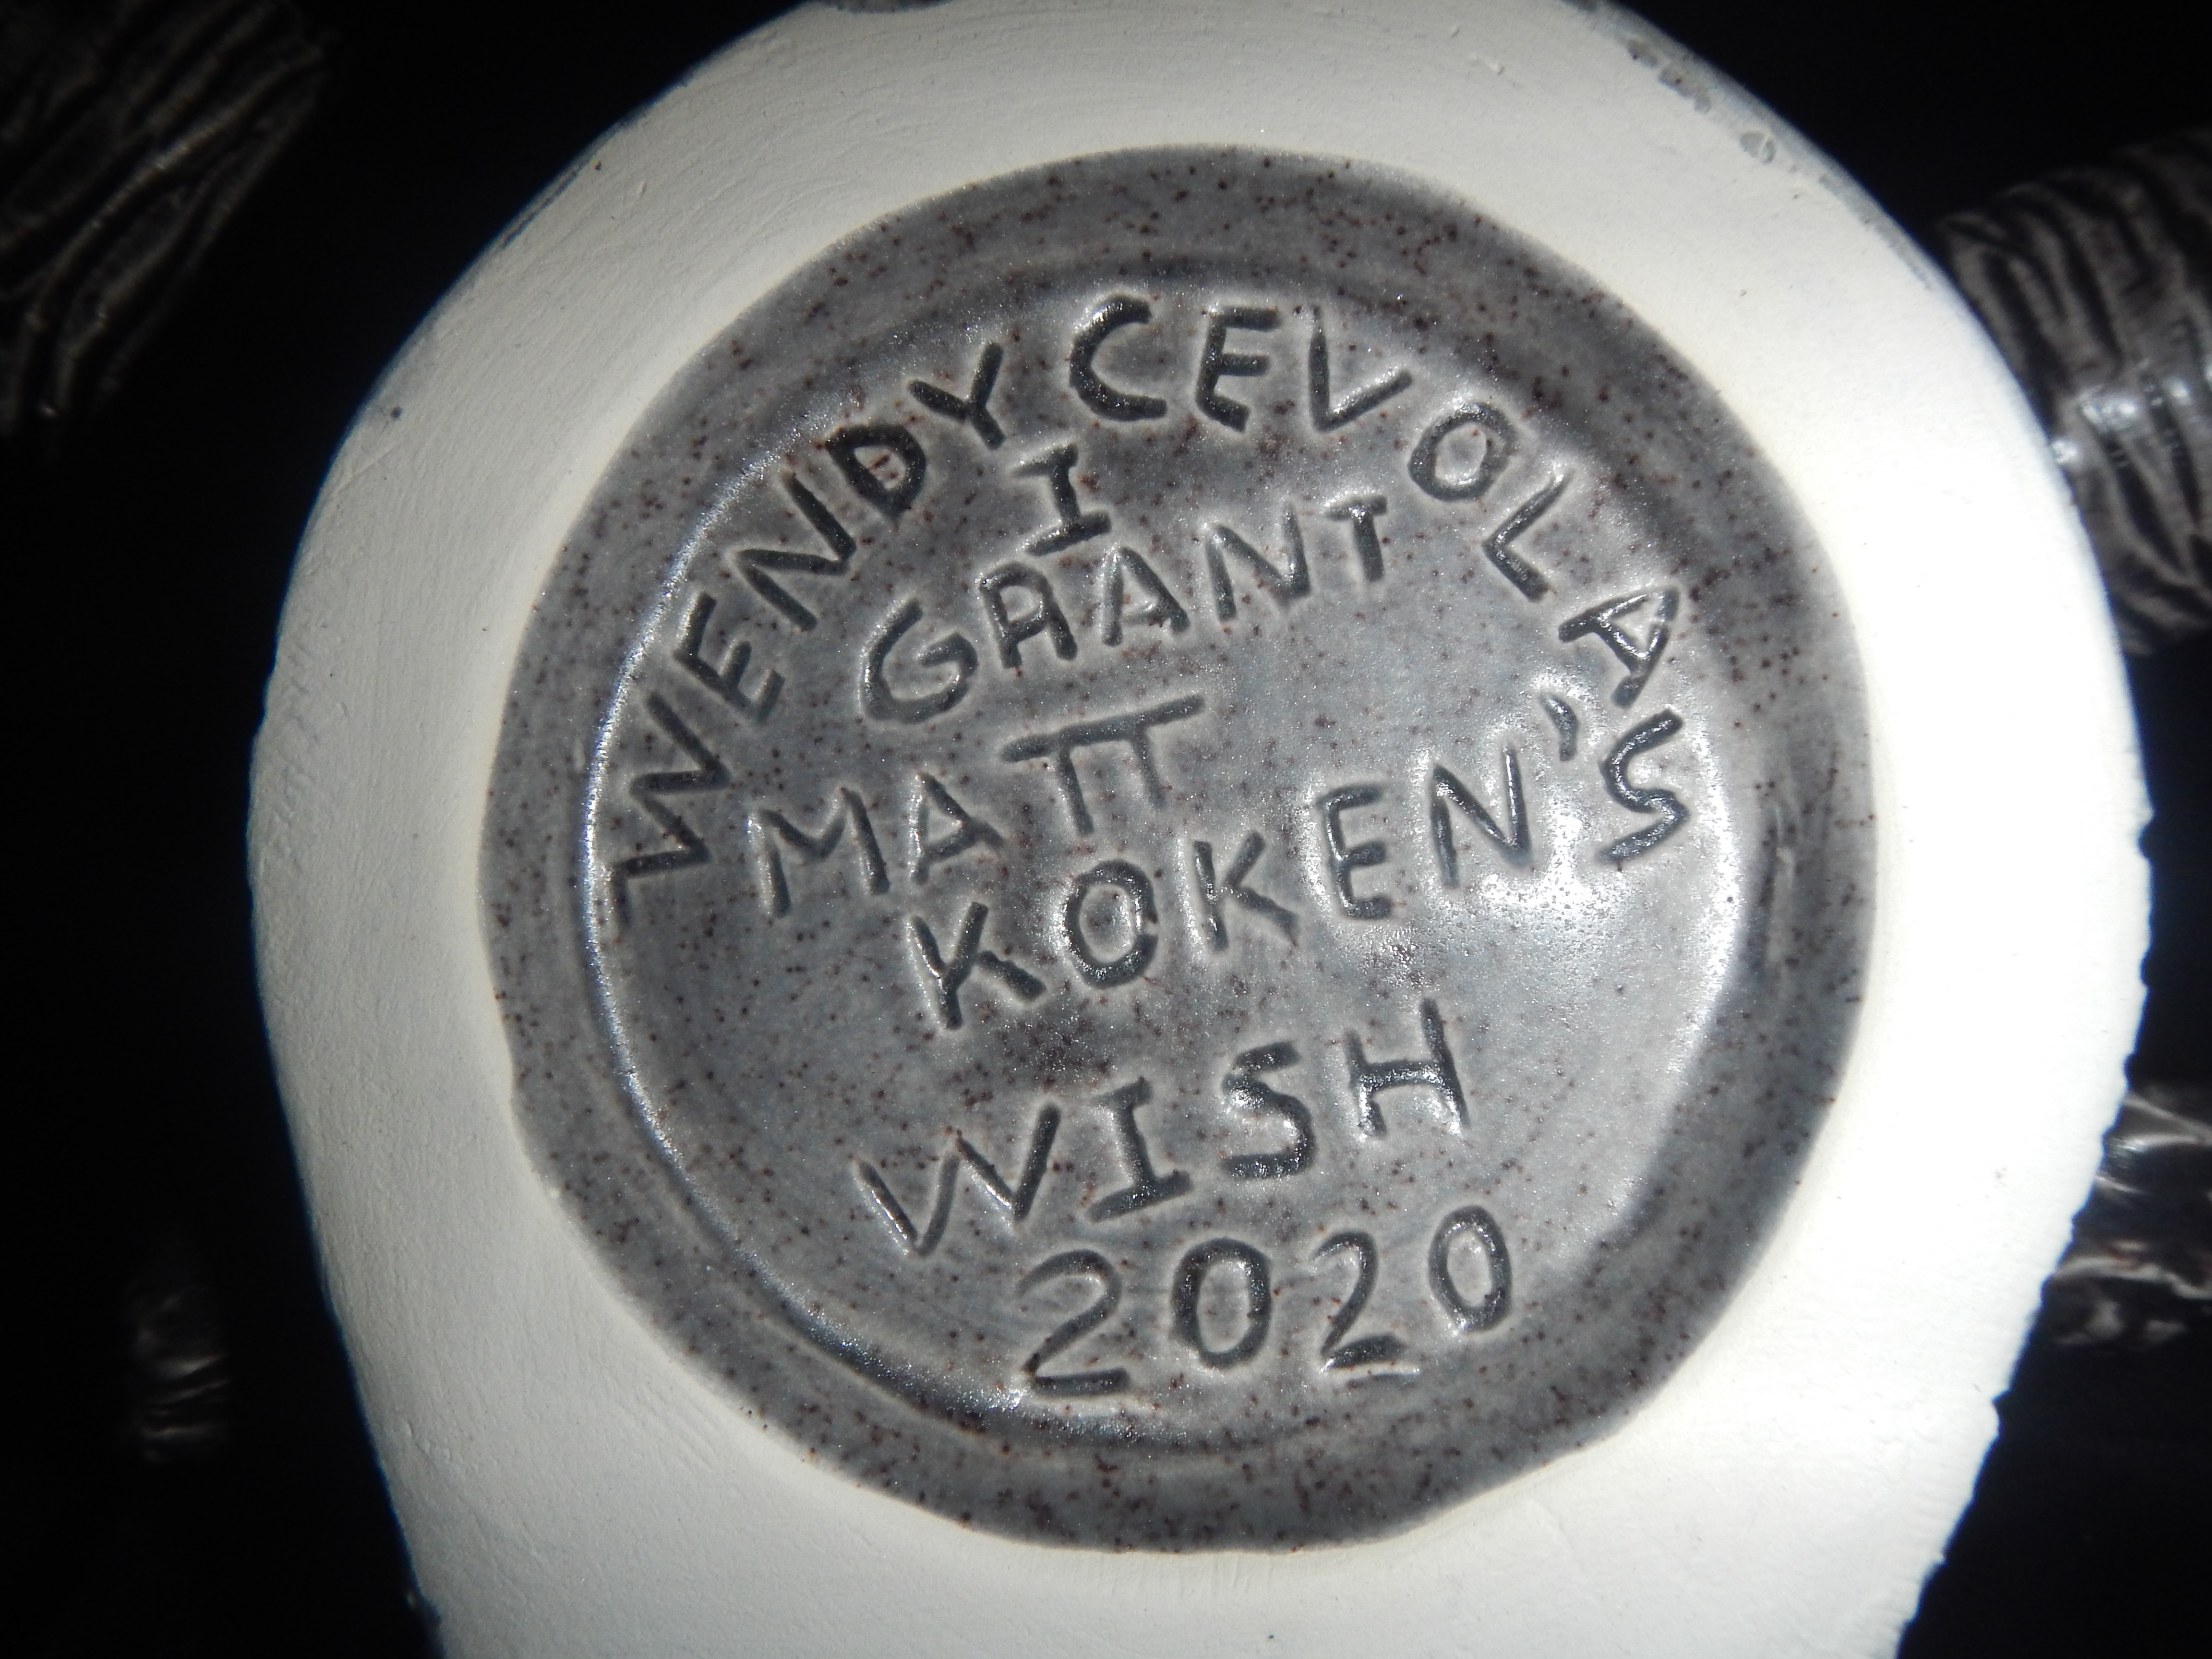 WENDY CEVOLA'S
I
GRANT
MATT
KOKEN'S
WISH
2020